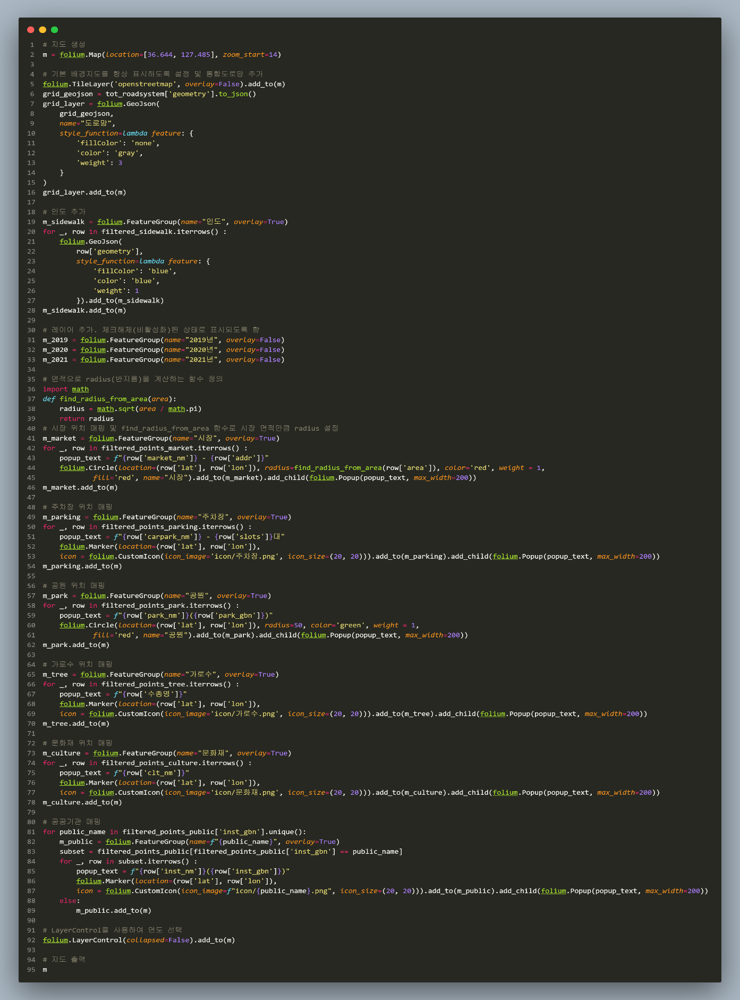 1 # 지도 생성
2 m = folium.Map(location=[36.644, 127.485], zoom_start=14)
3
4 # 기본 배경지도를 항상 표시하도록 설정 및 통합도로망 추가
5 folium.TileLayer('openstreetmap', overlay=False).add_to(m)
6 grid_geojson = tot_roadsystem['geometry'].to_json()
7 grid_layer = folium.GeoJson(
8     grid_geojson,
9     name="도로망",
10     style_function=lambda feature: {
11         'fillColor': 'none',
12         'color': 'gray',
13         'weight': 3
14     }
15 )
16 grid_layer.add_to(m)
17
18 # 인도 추가
19 m_sidewalk = folium.FeatureGroup(name="인도", overlay=True)
20 for _, row in filtered_sidewalk.iterrows() :
21     folium.GeoJson(
22         row['geometry'],
23         style_function=lambda feature: {
24             'fillColor': 'blue',
25             'color': 'blue',
26             'weight': 1
27         }).add_to(m_sidewalk)
28 m_sidewalk.add_to(m)
29
30 # 레이어 추가. 체크해제(비활성화)된 상태로 표시되도록 함
31 m_2019 = folium.FeatureGroup(name="2019년", overlay=False)
32 m_2020 = folium.FeatureGroup(name="2020년", overlay=False)
33 m_2021 = folium.FeatureGroup(name="2021년", overlay=False)
34
35 # 면적으로 radius(반지름)을 계산하는 함수 정의
36 import math
37 def find_radius_from_area(area):
38     radius = math.sqrt(area / math.pi)
39     return radius
40 # 시장 위치 매핑 및 find_radius_from_area 함수로 시장 면적만큼 radius 설정
41 m_market = folium.FeatureGroup(name="시장", overlay=True)
42 for _, row in filtered_points_market.iterrows() :
43     popup_text = f"{row['market_nm']} - {row['addr']}"
44     folium.Circle(location=(row['lat'], row['lon']), radius=find_radius_from_area(row['area']), color='red', weight = 1,
45             fill='red', name="시장").add_to(m_market).add_child(folium.Popup(popup_text, max_width=200))
46 m_market.add_to(m)
47
48 # 주차장 위치 매핑
49 m_parking = folium.FeatureGroup(name="주차장", overlay=True)
50 for _, row in filtered_points_parking.iterrows() :
51     popup_text = f"{row['carpark_nm']} - {row['slots']}대"
52     folium.Marker(location=(row['lat'], row['lon']),
53     icon = folium.CustomIcon(icon_image='icon/주차장.png', icon_size=(20, 20))).add_to(m_parking).add_child(folium.Popup(popup_text, max_width=200))
54 m_parking.add_to(m)
55
56 # 공원 위치 매핑
57 m_park = folium.FeatureGroup(name="공원", overlay=True)
58 for _, row in filtered_points_park.iterrows() :
59     popup_text = f"{row['park_nm']}({row['park_gbn']})"
60     folium.Circle(location=(row['lat'], row['lon']), radius=50, color='green', weight = 1,
61             fill='red', name="공원").add_to(m_park).add_child(folium.Popup(popup_text, max_width=200))
62 m_park.add_to(m)
63
64 # 가로수 위치 매핑
65 m_tree = folium.FeatureGroup(name="가로수", overlay=True)
66 for _, row in filtered_points_tree.iterrows() :
67     popup_text = f"{row['수종명']}"
68     folium.Marker(location=(row['lat'], row['lon']),
69     icon = folium.CustomIcon(icon_image='icon/가로수.png', icon_size=(20, 20))).add_to(m_tree).add_child(folium.Popup(popup_text, max_width=200))
70 m_tree.add_to(m)
71
72 # 문화재 위치 매핑
73 m_culture = folium.FeatureGroup(name="문화재", overlay=True)
74 for _, row in filtered_points_culture.iterrows() :
75     popup_text = f"{row['clt_nm']}"
76     folium.Marker(location=(row['lat'], row['lon']),
77     icon = folium.CustomIcon(icon_image='icon/문화재.png', icon_size=(20, 20))).add_to(m_culture).add_child(folium.Popup(popup_text, max_width=200))
78 m_culture.add_to(m)
79
80 # 공공기관 매핑
81 for public_name in filtered_points_public['inst_gbn'].unique():
82     m_public = folium.FeatureGroup(name=f"{public_name}", overlay=True)
83     subset = filtered_points_public[filtered_points_public['inst_gbn'] == public_name]
84     for _, row in subset.iterrows() :
85         popup_text = f"{row['inst_nm']}({row['inst_gbn']})"
86         folium.Marker(location=(row['lat'], row['lon']),
87         icon = folium.CustomIcon(icon_image=f"icon/{public_name}.png", icon_size=(20, 20))).add_to(m_public).add_child(folium.Popup(popup_text, max_width=200))
88     else:
89         m_public.add_to(m)
90
91 # LayerControl을 사용하여 연도 선택
92 folium.LayerControl(collapsed=False).add_to(m)
93
94 # 지도 출력
95 m